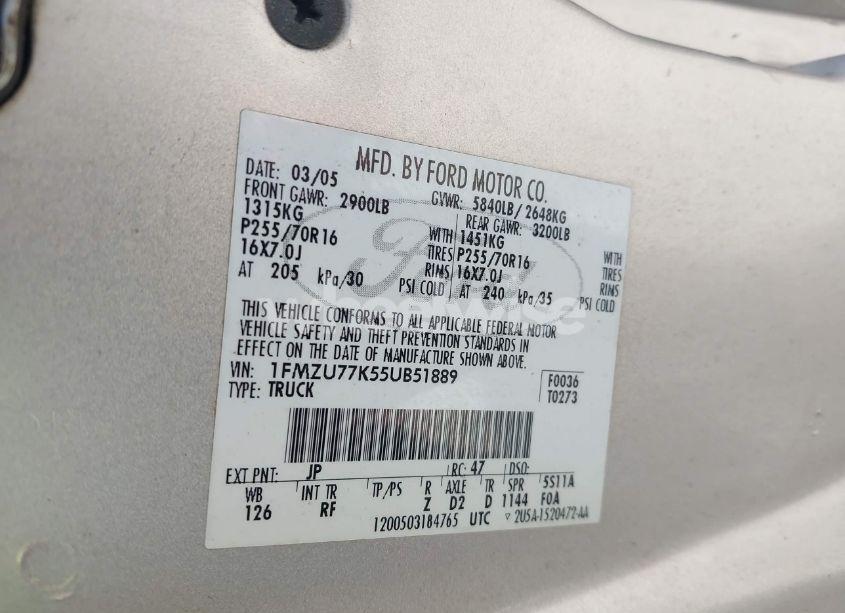 MFD. BY FORD MOTOR CO.
DATE: 03/05 GVWR: 5840LB / 2648KG
FRONT GAWR: 2900LB REAR GAWR: 3200LB
1315KG WITH 1451KG WITH
P255/70R16 TIRES P255/70R16 TIRES
16X7.0J RIMS 16X7.0J RIMS
AT 205 kPa/30 PSI COLD AT 240 kPa/35 PSI COLD
Ford
THIS VEHICLE CONFORMS TO ALL APPLICABLE FEDERAL MOTOR
VEHICLE SAFETY AND THEFT PREVENTION STANDARDS IN
EFFECT ON THE DATE OF MANUFACTURE SHOWN ABOVE.
VIN: 1FMZU77K55UB51889 F0036
TYPE: TRUCK T0273
EXT PNT: JP RC: 47 DSO:
WB INT TR TP/PS R AXLE TR SPR 5S11A
126 RF Z D2 D 1144 F0A
1200503184765 UTC ▽ 2U5A-1520472-AA